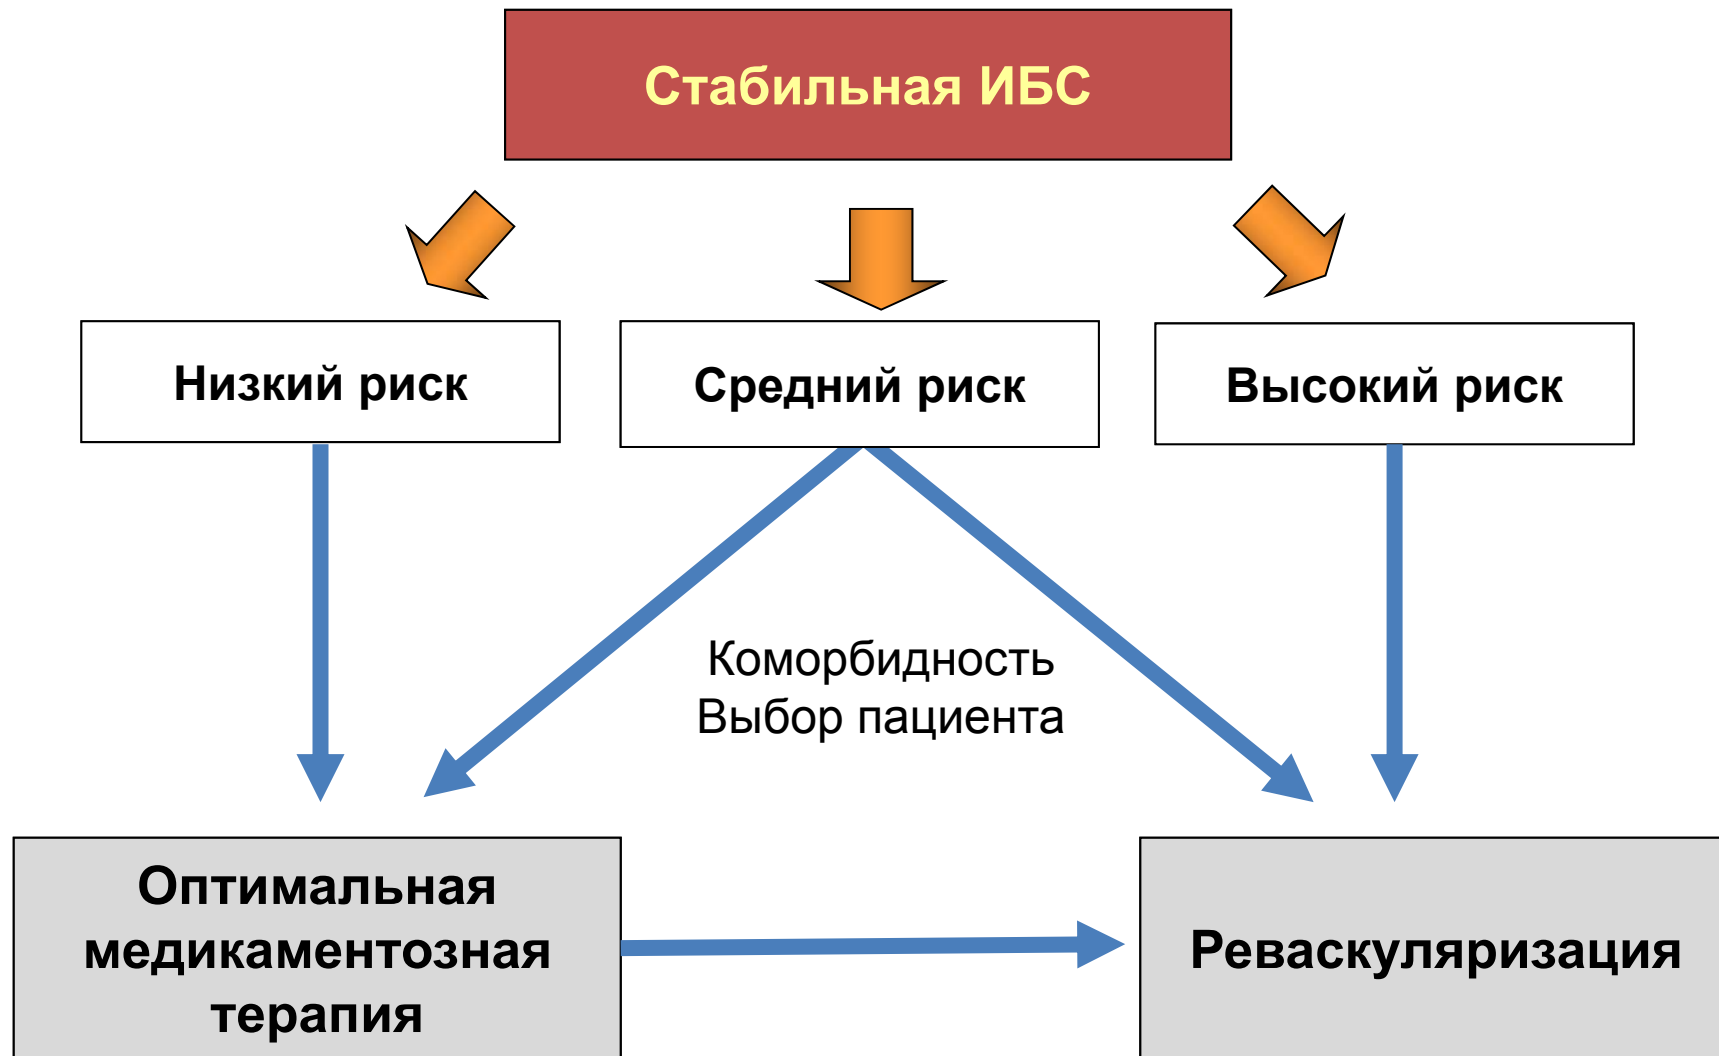 Стабильная ИБС
Низкий риск
Средний риск
Высокий риск
Коморбидность
Выбор пациента
Оптимальная
медикаментозная
терапия
Реваскуляризация